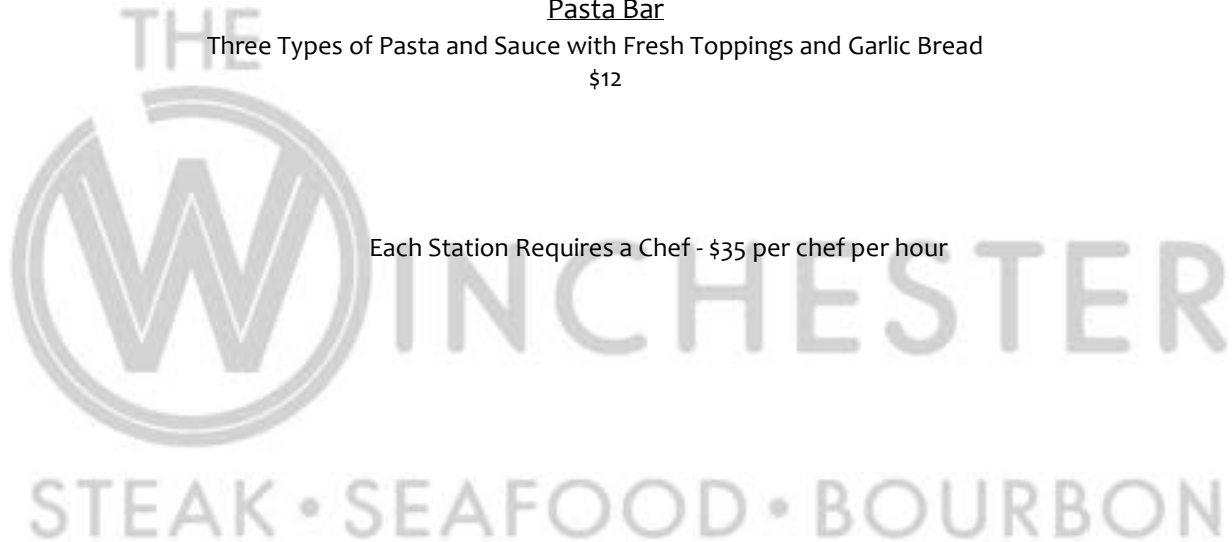 Pasta Bar
THE
Three Types of Pasta and Sauce with Fresh Toppings and Garlic Bread
$12
Each Station Requires a Chef - $35 per chef per hour
WINCHESTER
STEAK • SEAFOOD • BOURBON